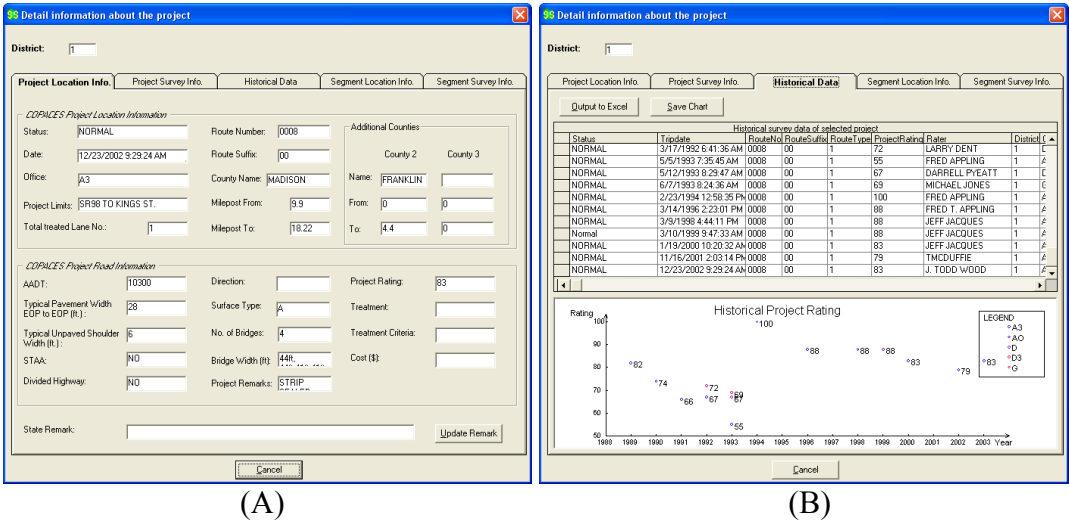 $$ Detail information about the project
District: 1
Project Location Info. Project Survey Info. Historical Data Segment Location Info. Segment Survey Info.
COPACES Project Location Information
Status: NORMAL Route Number: 0008 Additional Counties
Date: 12/23/2002 9:29:24 AM Route Suffix: 00 County 2 County 3
Office: A3 County Name: MADISON Name: FRANKLIN
Project Limits: SR98 TO KINGS ST. Milepost From: 9.9 From: 0 0
Total treated Lane No.: 1 Milepost To: 18.22 To: 4.4 0
COPACES Project Road Information
AADT: 10300 Direction: Project Rating: 83
Typical Pavement Width EOP to EOP (ft.) : 28 Surface Type: A Treatment:
Typical Unpaved Shoulder Width (ft.) : 6 No. of Bridges: 4 Treatment Criteria:
STAA: NO Bridge Width (ft): 44ft, Cost ($):
Divided Highway: NO Project Remarks: STRIP
State Remark: Update Remark
Cancel
(A)
$$ Detail information about the project
District: 1
Project Location Info. Project Survey Info. Historical Data Segment Location Info. Segment Survey Info.
Output to Excel Save Chart
Historical survey data of selected project
Status Tripdate RouteNo RouteSuffix RouteType ProjectRating Rater District
NORMAL 3/17/1992 6:41:36 AM 0008 00 1 72 LARRY DENT 1
NORMAL 5/5/1993 7:35:45 AM 0008 00 1 55 FRED APPLING 1
NORMAL 5/12/1993 8:29:47 AM 0008 00 1 67 DARRELL PYEATT 1
NORMAL 6/7/1993 8:24:36 AM 0008 00 1 69 MICHAEL JONES 1
NORMAL 2/23/1994 12:58:35 PM 0008 00 1 100 FRED APPLING 1
NORMAL 3/14/1996 2:23:01 PM 0008 00 1 88 FRED T. APPLING 1
NORMAL 3/9/1998 4:44:11 PM 0008 00 1 88 JEFF JACQUES 1
Normal 3/10/1999 9:47:33 AM 0008 00 1 88 JEFF JACQUES 1
NORMAL 1/19/2000 10:20:32 AM 0008 00 1 83 JEFF JACQUES 1
NORMAL 11/16/2001 2:03:14 PM 0008 00 1 79 TMCDUFFIE 1
NORMAL 12/23/2002 9:29:24 AM 0008 00 1 83 J. TODD WOOD 1
Historical Project Rating
Rating
100
90
80
70
60
50
82 74 66 72 67 69 67 55 100 88 88 88 83 79 83
LEGEND
A3
AO
D
D3
G
1988 1989 1990 1991 1992 1993 1994 1995 1996 1997 1998 1999 2000 2001 2002 2003 Year
Cancel
(B)